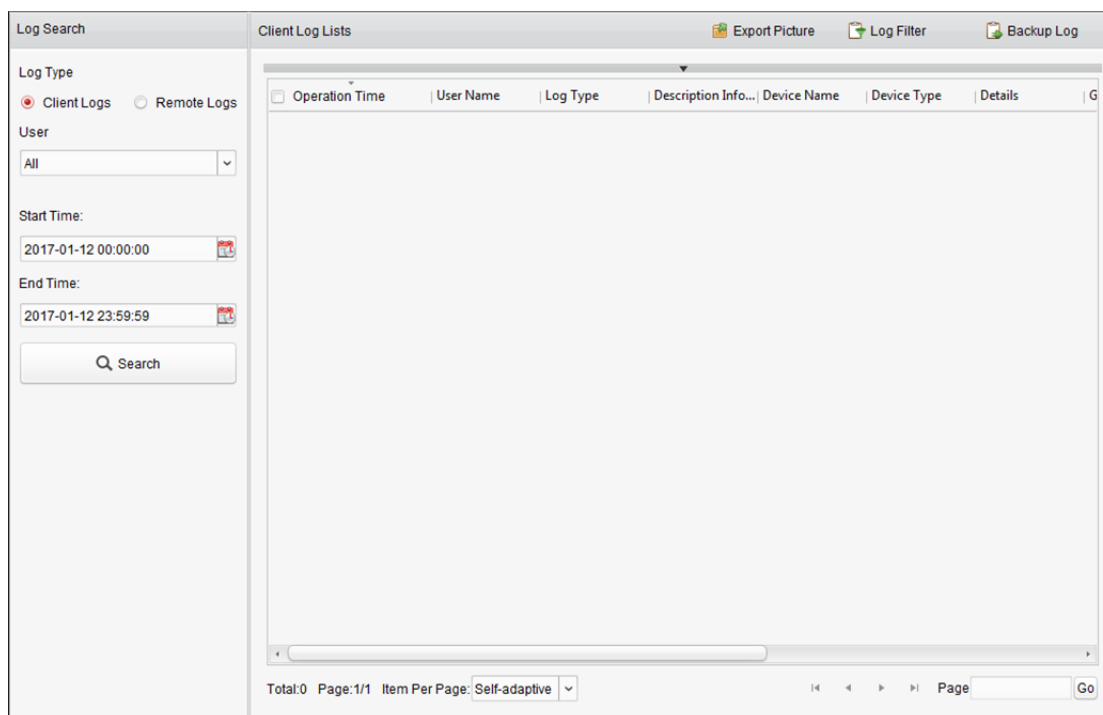 Log Search
Client Log Lists
Export Picture
Log Filter
Backup Log
Log Type
Client Logs
Remote Logs
User
All
Start Time:
2017-01-12 00:00:00
End Time:
2017-01-12 23:59:59
Search
Operation Time
User Name
Log Type
Description Info...
Device Name
Device Type
Details
G
Total:0 Page:1/1 Item Per Page: Self-adaptive
Page
Go